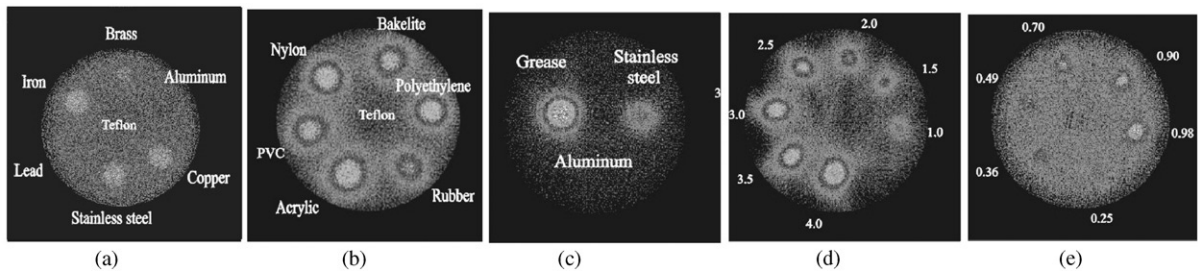 Brass
Iron
Aluminum
Teflon
Lead
Copper
Stainless steel
(a)
Bakelite
Nylon
Polyethylene
Teflon
PVC
Acrylic
Rubber
(b)
Grease
Stainless
steel
Aluminum
3
(c)
2.0
2.5
1.5
3.0
1.0
3.5
4.0
(d)
0.70
0.90
0.49
0.98
0.36
0.25
(e)